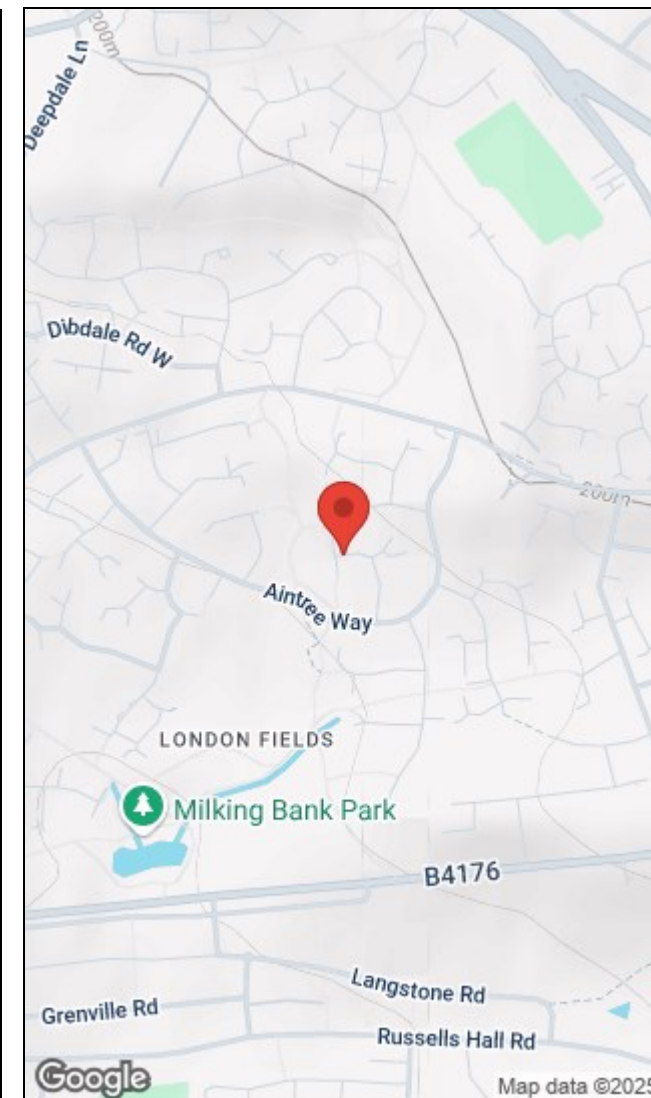 200m
Deepdale Ln
Dibdale Rd W
200m
Aintree Way
LONDON FIELDS
Milking Bank Park
B4176
Langstone Rd
Grenville Rd
Russells Hall Rd
Google
Map data ©2025